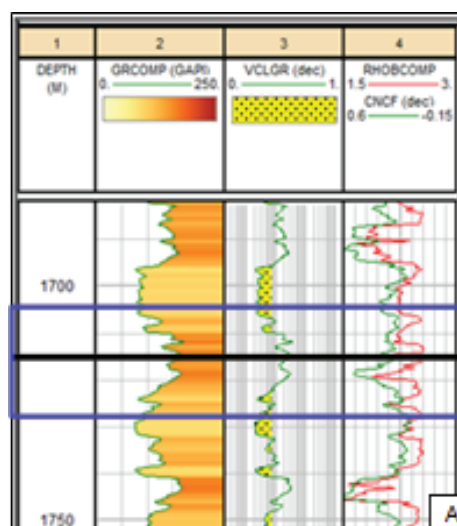 1 2 3 4
DEPTH (M)
GRCOMP (GAPI)
0. 250.
VCLGR (dec)
0. 1.
RHOBCOMP
1.5 3.
CNCF (dec)
0.6 -0.15
1700
1750
A